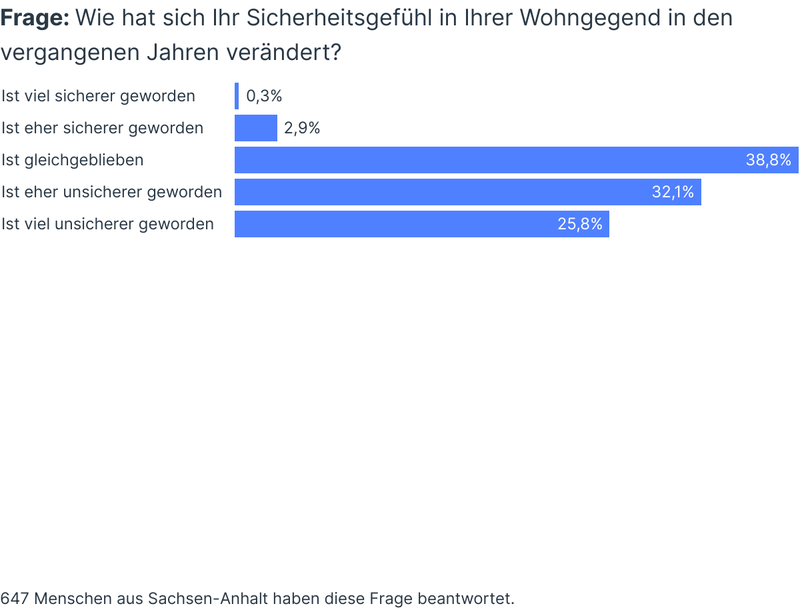 Frage: Wie hat sich Ihr Sicherheitsgefühl in Ihrer Wohngegend in den
vergangenen Jahren verändert?
Ist viel sicherer geworden 0,3%
Ist eher sicherer geworden 2,9%
Ist gleichgeblieben 38,8%
Ist eher unsicherer geworden 32,1%
Ist viel unsicherer geworden 25,8%
647 Menschen aus Sachsen-Anhalt haben diese Frage beantwortet.